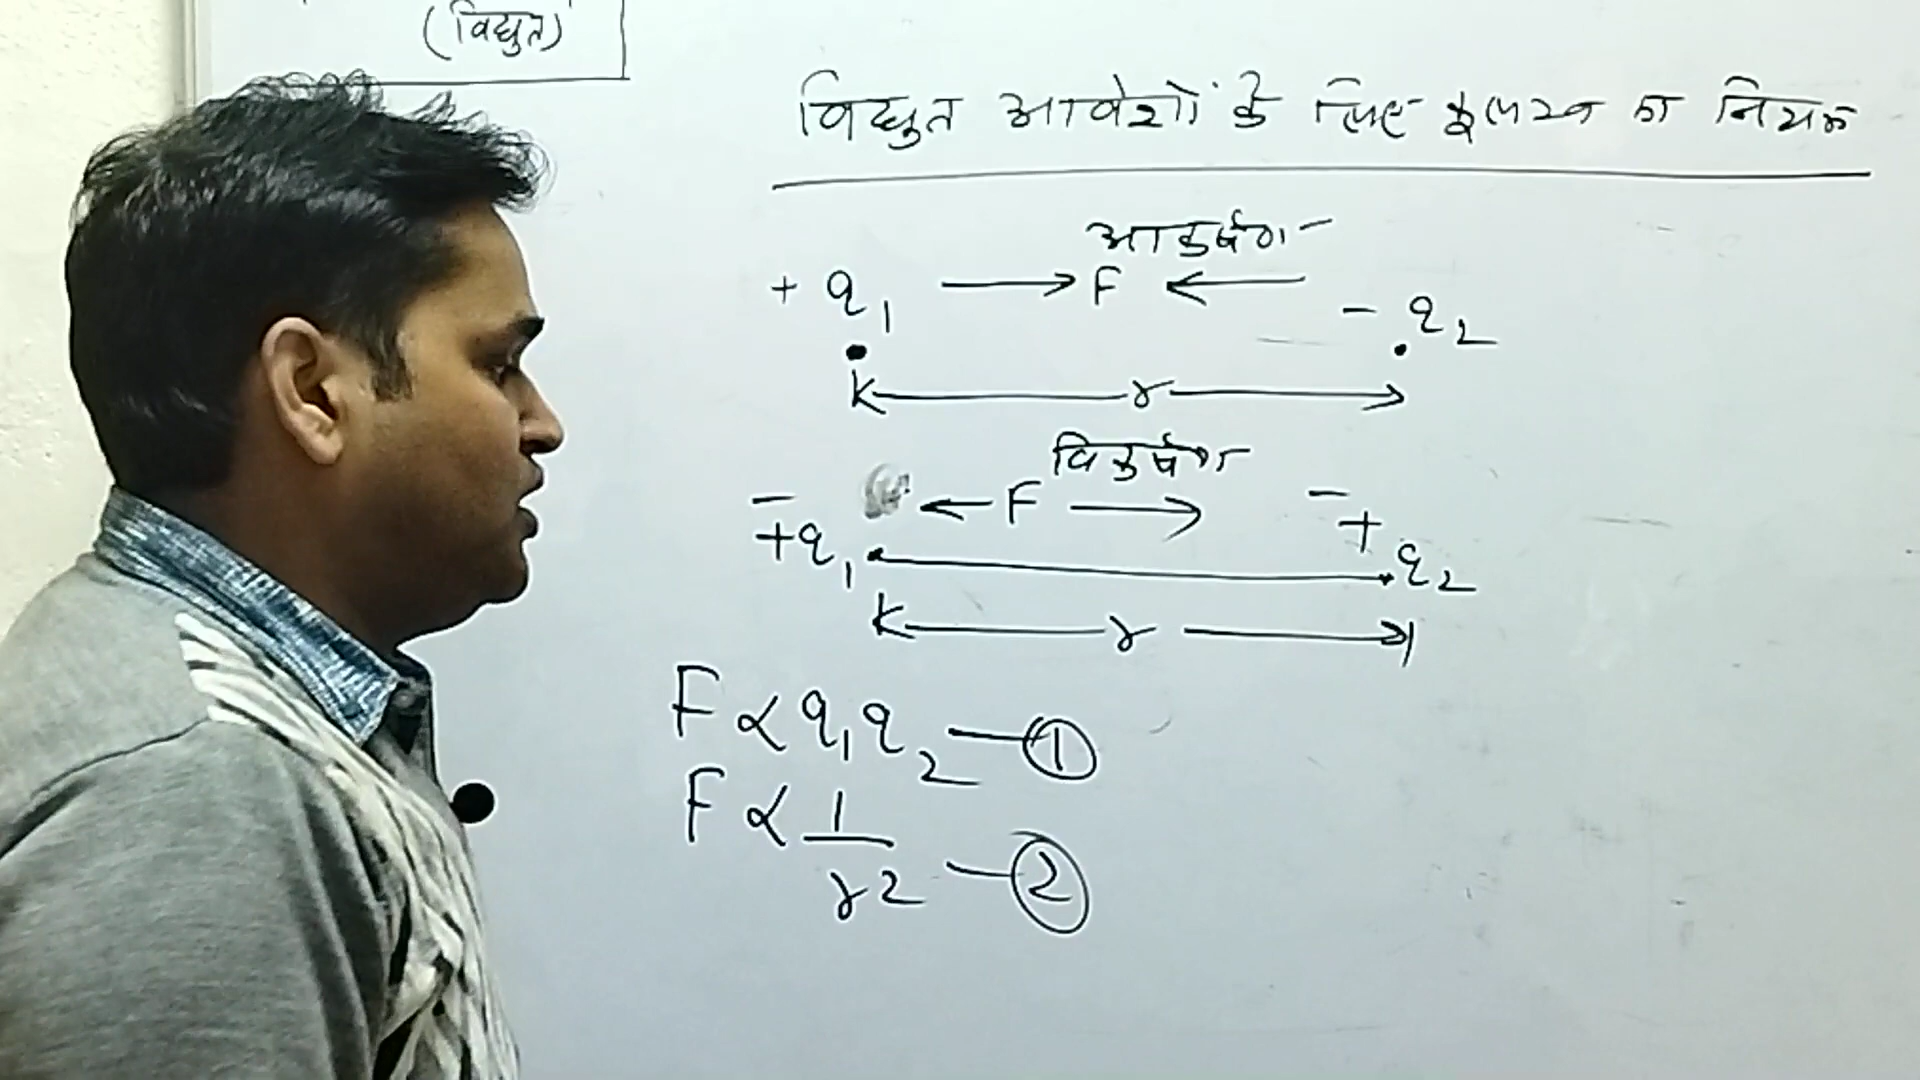 (विद्युत)
विद्युत आवेशों के लिए कूलाम्ब का नियम
आकर्षण
+ q₁ → F ← - q₂
r
विकर्षण
- ← F → -
+q₁ + q₂
r
F ∝ q₁q₂ — ①
F ∝ 1/r2 — ②